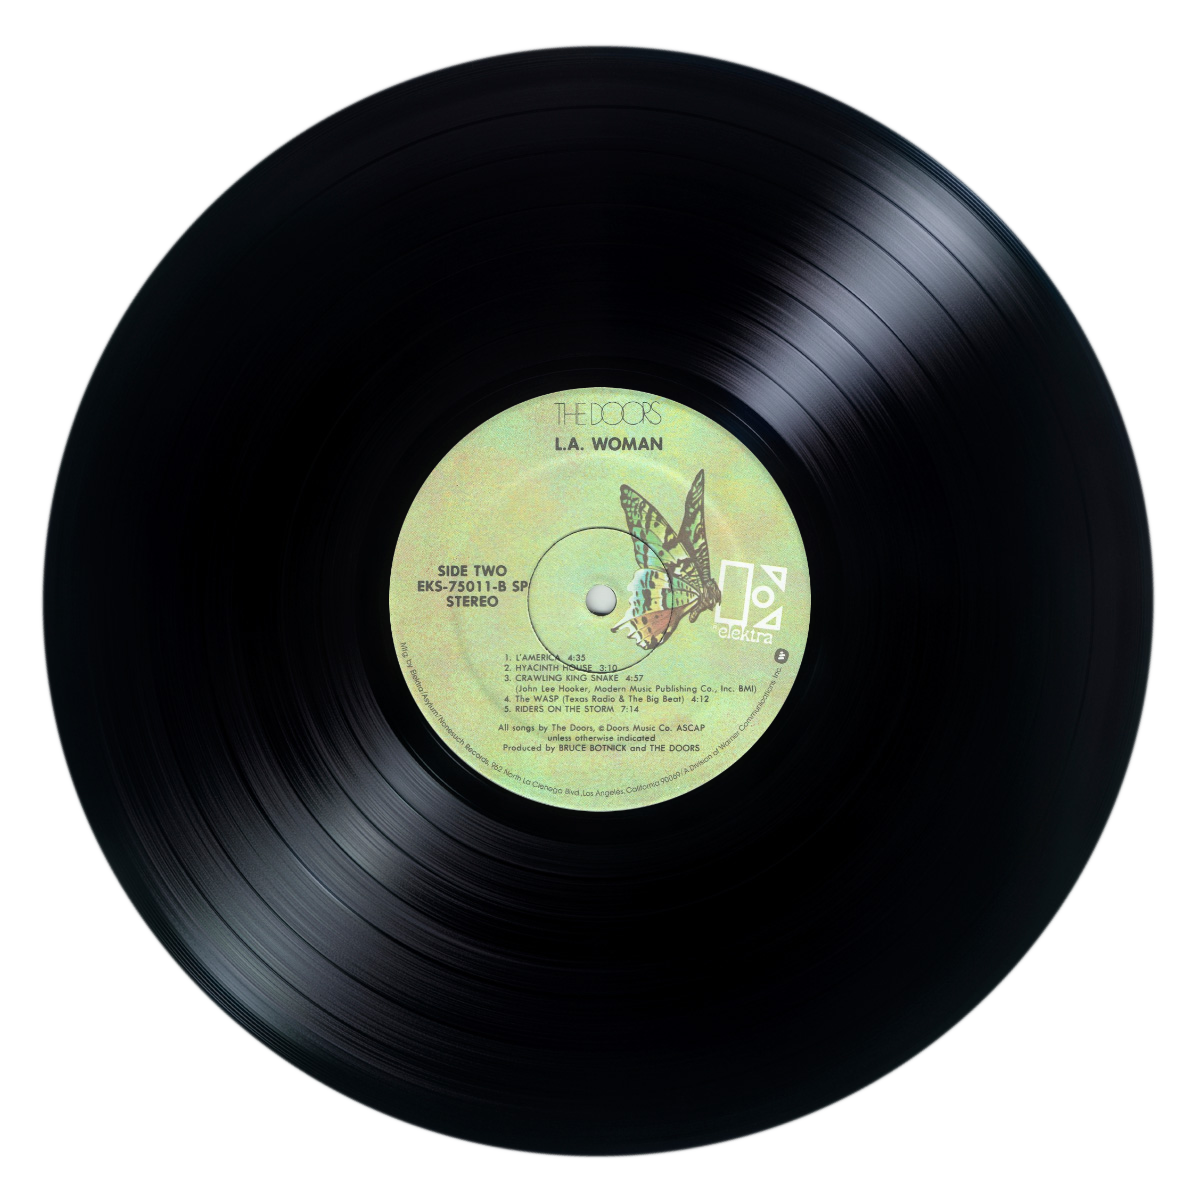 THE DOORS
L.A. WOMAN
SIDE TWO
EKS-75011-B SP
STEREO
elektra
1. L'AMERICA 4:35
2. HYACINTH HOUSE 3:10
3. CRAWLING KING SNAKE 4:57
(John Lee Hooker, Modern Music Publishing Co., Inc. BMI)
4. The WASP (Texas Radio & The Big Beat) 4:12
5. RIDERS ON THE STORM 7:14
All songs by The Doors, © Doors Music Co. ASCAP
unless otherwise indicated
Produced by BRUCE BOTNICK and THE DOORS
Mfg. by Elektra/Asylum/Nonesuch Records, 962 North La Cienega Blvd., Los Angeles, California 90069/A Division of Warner Communications Inc.